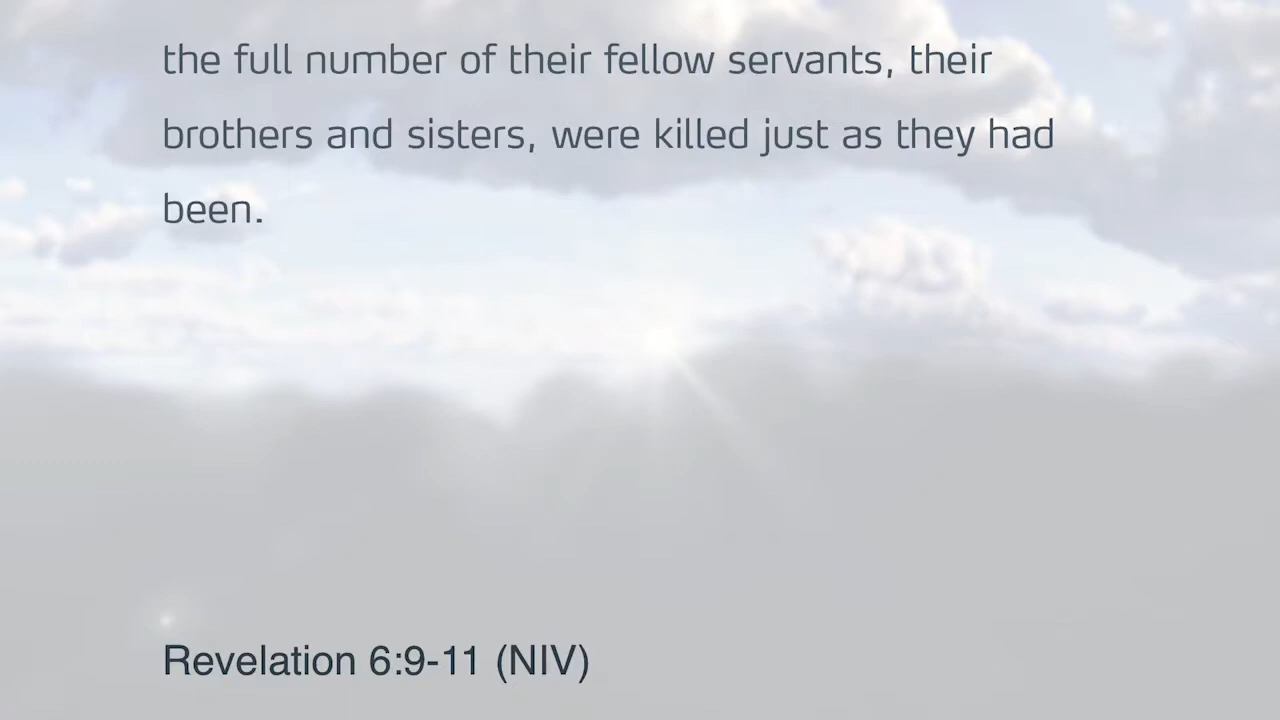 the full number of their fellow servants, their
brothers and sisters, were killed just as they had
been.
Revelation 6:9-11 (NIV)